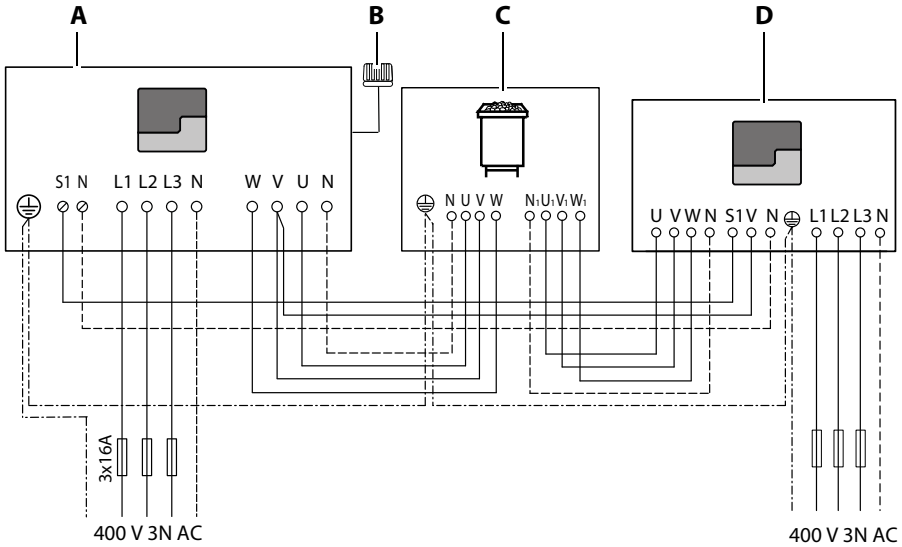 A B C D
S1 N L1 L2 L3 N W V U N
N U V W N1 U1 V1 W1
U V W N S1 V N L1 L2 L3 N
3x16A
400 V 3N AC
400 V 3N AC